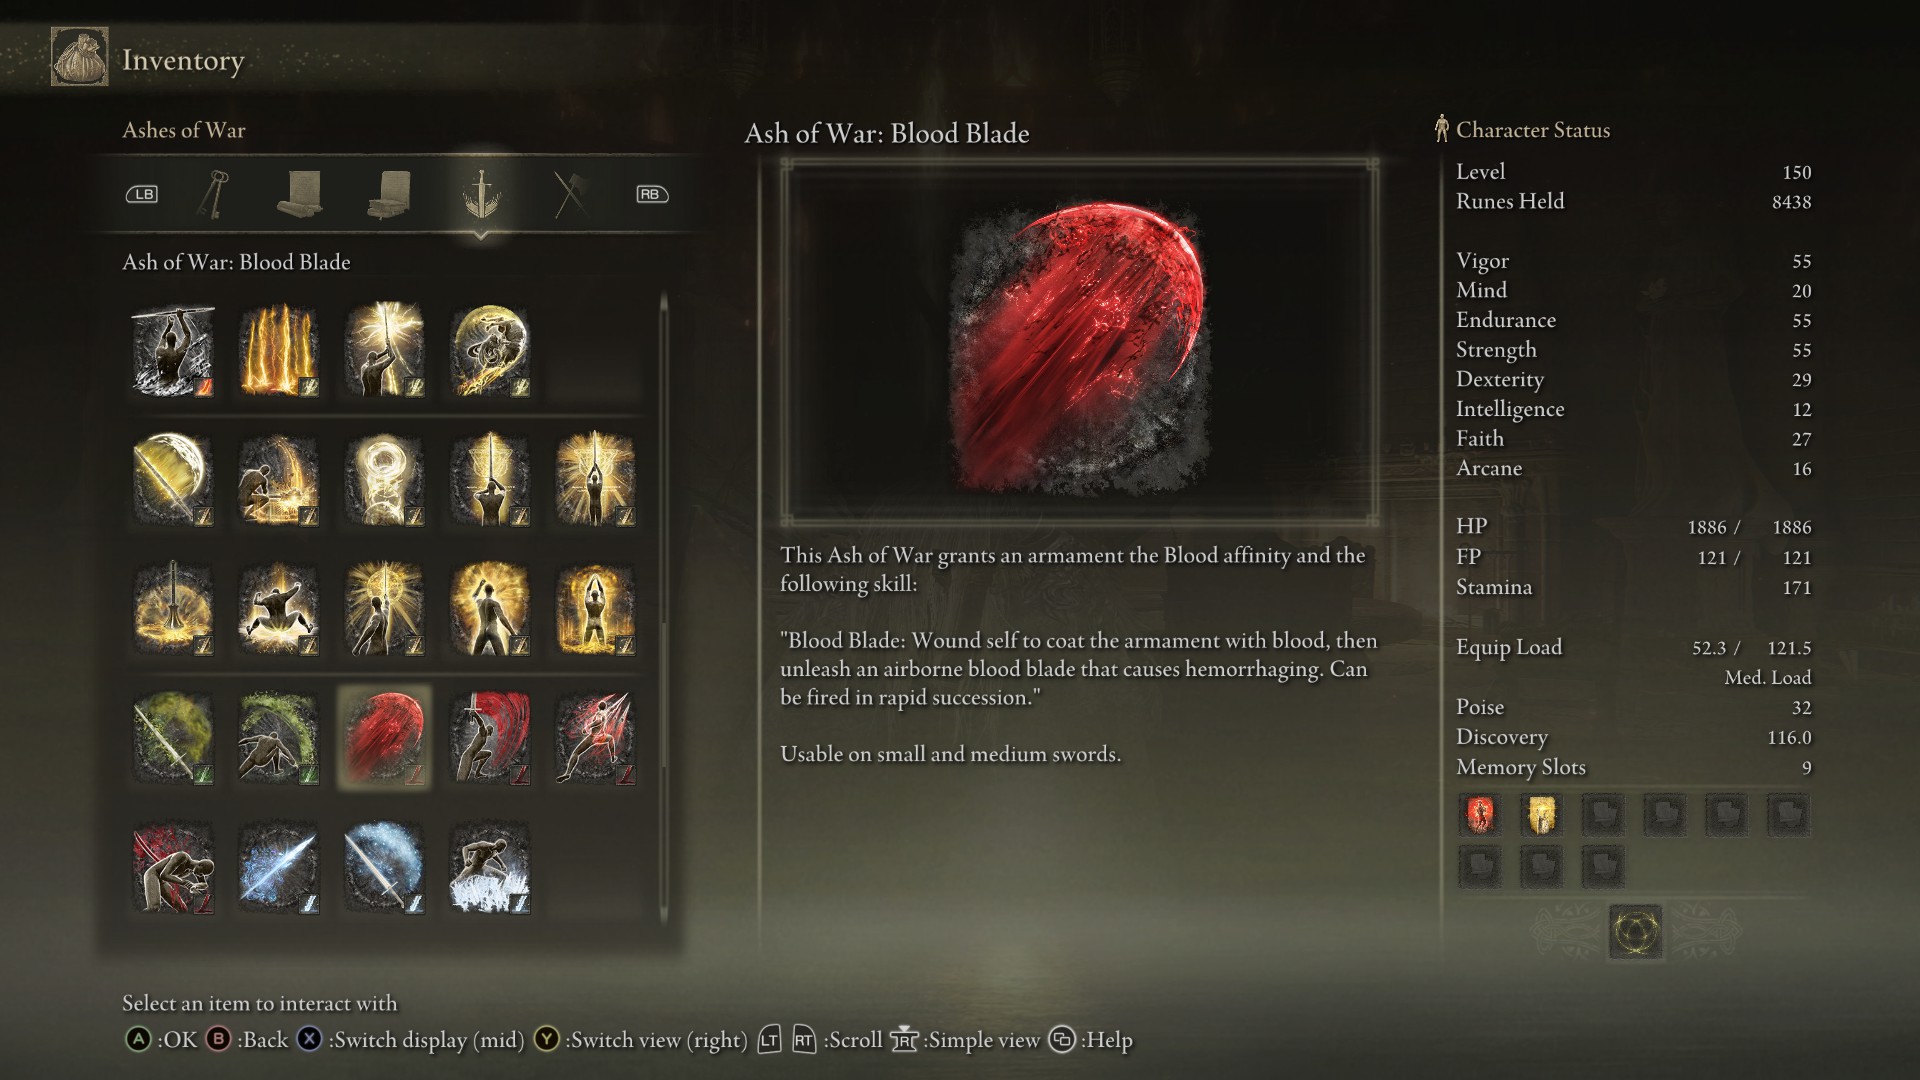 Inventory
Ashes of War
LB
RB
Ash of War: Blood Blade
Ash of War: Blood Blade
This Ash of War grants an armament the Blood affinity and the
following skill:
"Blood Blade: Wound self to coat the armament with blood, then
unleash an airborne blood blade that causes hemorrhaging. Can
be fired in rapid succession."
Usable on small and medium swords.
Character Status
Level 150
Runes Held 8438
Vigor 55
Mind 20
Endurance 55
Strength 55
Dexterity 29
Intelligence 12
Faith 27
Arcane 16
HP 1886 / 1886
FP 121 / 121
Stamina 171
Equip Load 52.3 / 121.5
Med. Load
Poise 32
Discovery 116.0
Memory Slots 9
Select an item to interact with
A :OK B :Back X :Switch display (mid) Y :Switch view (right) LT RT :Scroll R :Simple view :Help